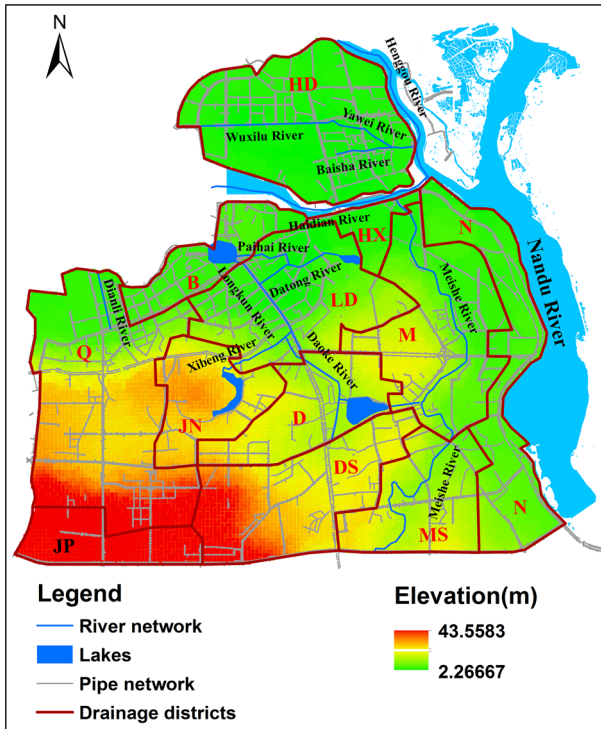 N
HD
Henggou River
Yawei River
Wuxilu River
Baisha River
Haidian River
HX
N
Paihai River
B
Datong River
Meishe River
Nandu River
Dianli River
Longkun River
LD
Q
M
Xibeng River
Daoke River
JN
D
DS
Meishe River
N
MS
JP
Legend
River network
Lakes
Pipe network
Drainage districts
Elevation(m)
43.5583
2.26667